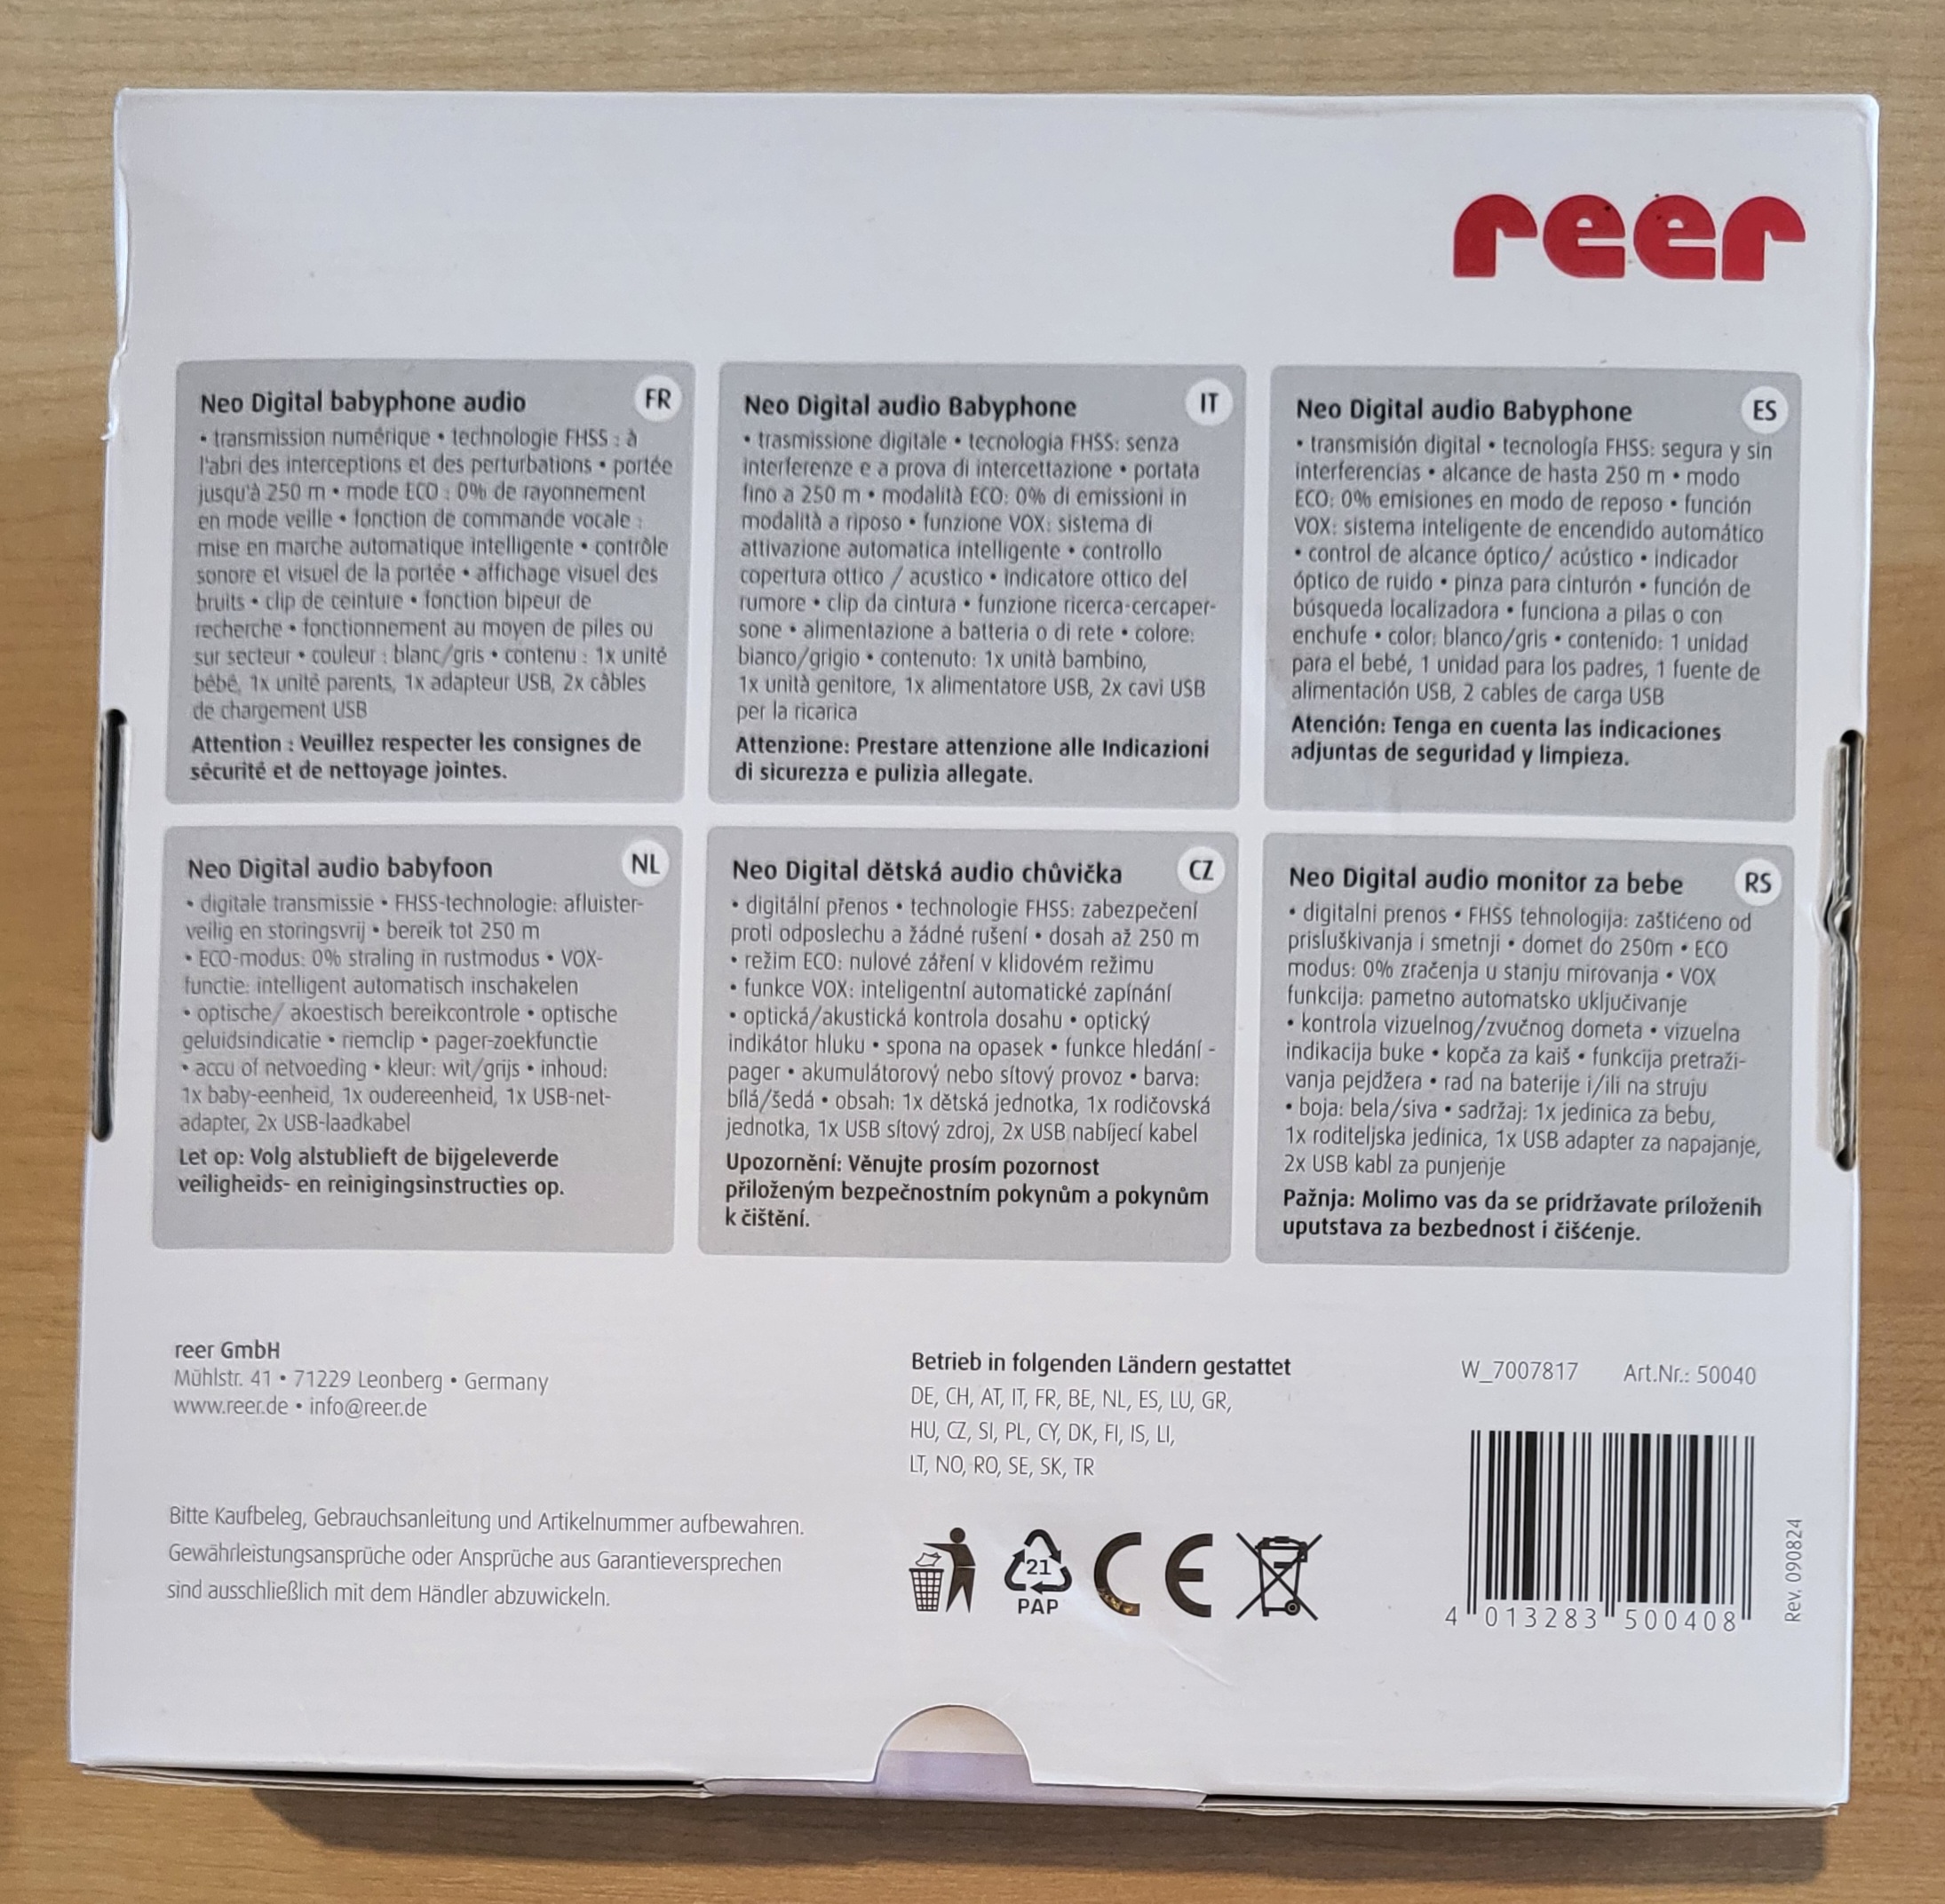 reer
Neo Digital babyphone audio
FR
• transmission numérique • technologie FHSS : à
l'abri des interceptions et des perturbations • portée
jusqu'à 250 m • mode ECO : 0% de rayonnement
en mode veille • fonction de commande vocale :
mise en marche automatique intelligente • contrôle
sonore et visuel de la portée • affichage visuel des
bruits • clip de ceinture • fonction bipeur de
recherche • fonctionnement au moyen de piles ou
sur secteur • couleur : blanc/gris • contenu : 1x unité
bébé, 1x unité parents, 1x adapteur USB, 2x câbles
de chargement USB
Attention : Veuillez respecter les consignes de
sécurité et de nettoyage jointes.
Neo Digital audio Babyphone
IT
• trasmissione digitale • tecnologia FHSS: senza
interferenze e a prova di intercettazione • portata
fino a 250 m • modalità ECO: 0% di emissioni in
modalità a riposo • funzione VOX: sistema di
attivazione automatica intelligente • controllo
copertura ottico / acustico • indicatore ottico del
rumore • clip da cintura • funzione ricerca-cercaper-
sone • alimentazione a batteria o di rete • colore:
bianco/grigio • contenuto: 1x unità bambino,
1x unità genitore, 1x alimentatore USB, 2x cavi USB
per la ricarica
Attenzione: Prestare attenzione alle Indicazioni
di sicurezza e pulizia allegate.
Neo Digital audio Babyphone
ES
• transmisión digital • tecnología FHSS: segura y sin
interferencias • alcance de hasta 250 m • modo
ECO: 0% emisiones en modo de reposo • función
VOX: sistema inteligente de encendido automático
• control de alcance óptico/ acústico • indicador
óptico de ruido • pinza para cinturón • función de
búsqueda localizadora • funciona a pilas o con
enchufe • color: blanco/gris • contenido: 1 unidad
para el bebé, 1 unidad para los padres, 1 fuente de
alimentación USB, 2 cables de carga USB
Atención: Tenga en cuenta las indicaciones
adjuntas de seguridad y limpieza.
Neo Digital audio babyfoon
NL
• digitale transmissie • FHSS-technologie: afluister-
veilig en storingsvrij • bereik tot 250 m
• ECO-modus: 0% straling in rustmodus • VOX-
functie: intelligent automatisch inschakelen
• optische/ akoestisch bereikcontrole • optische
geluidsindicatie • riemclip • pager-zoekfunctie
• accu of netvoeding • kleur: wit/grijs • inhoud:
1x baby-eenheid, 1x oudereenheid, 1x USB-net-
adapter, 2x USB-laadkabel
Let op: Volg alstublieft de bijgeleverde
veiligheids- en reinigingsinstructies op.
Neo Digital dětská audio chůvička
CZ
• digitální přenos • technologie FHSS: zabezpečení
proti odposlechu a žádné rušení • dosah až 250 m
• režim ECO: nulové záření v klidovém režimu
• funkce VOX: inteligentní automatické zapínání
• optická/akustická kontrola dosahu • optický
indikátor hluku • spona na opasek • funkce hledání -
pager • akumulátorový nebo síťový provoz • barva:
bílá/šedá • obsah: 1x dětská jednotka, 1x rodičovská
jednotka, 1x USB síťový zdroj, 2x USB nabíjecí kabel
Upozornění: Věnujte prosím pozornost
přiloženým bezpečnostním pokynům a pokynům
k čištění.
Neo Digital audio monitor za bebe
RS
• digitalni prenos • FHSS tehnologija: zaštićeno od
prisluškivanja i smetnji • domet do 250m • ECO
modus: 0% zračenja u stanju mirovanja • VOX
funkcija: pametno automatsko uključivanje
• kontrola vizuelnog/zvučnog dometa • vizuelna
indikacija buke • kopča za kaiš • funkcija pretraži-
vanja pejdžera • rad na baterije i/ili na struju
• boja: bela/siva • sadržaj: 1x jedinica za bebu,
1x roditeljska jedinica, 1x USB adapter za napajanje,
2x USB kabl za punjenje
Pažnja: Molimo vas da se pridržavate priloženih
uputstava za bezbednost i čišćenje.
reer GmbH
Mühlstr. 41 • 71229 Leonberg • Germany
www.reer.de • info@reer.de
Bitte Kaufbeleg, Gebrauchsanleitung und Artikelnummer aufbewahren.
Gewährleistungsansprüche oder Ansprüche aus Garantieversprechen
sind ausschließlich mit dem Händler abzuwickeln.
Betrieb in folgenden Ländern gestattet
DE, CH, AT, IT, FR, BE, NL, ES, LU, GR,
HU, CZ, SI, PL, CY, DK, FI, IS, LI,
LT, NO, RO, SE, SK, TR
21
PAP
CE
W_7007817 Art.Nr.: 50040
4 013283 500408
Rev. 090824